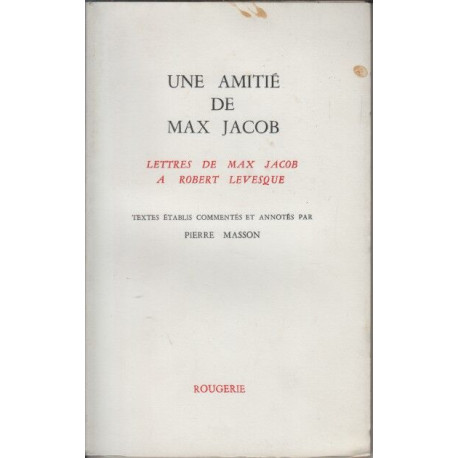 UNE AMITIÉ
DE
MAX JACOB
LETTRES DE MAX JACOB
A ROBERT LEVESQUE
TEXTES ÉTABLIS COMMENTÉS ET ANNOTÉS PAR
PIERRE MASSON
ROUGERIE